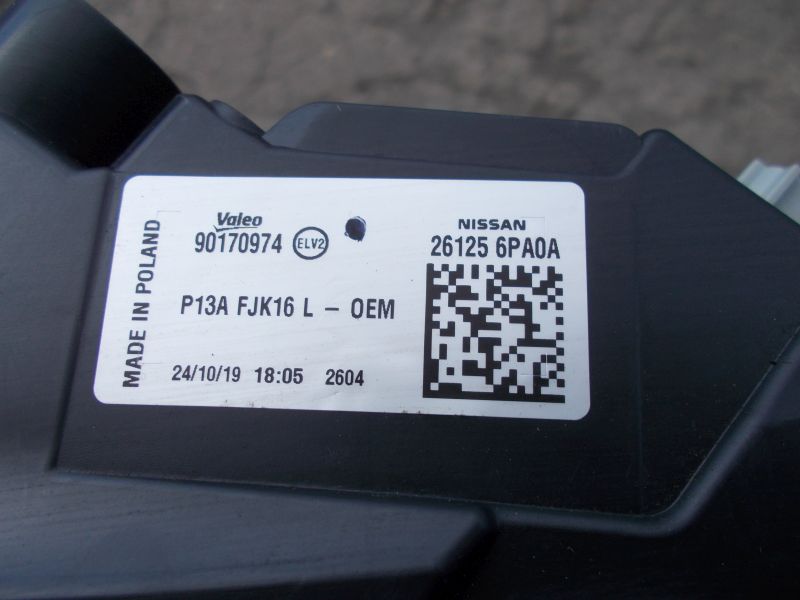 MADE IN POLAND
Valeo
90170974 ELV2
NISSAN
26125 6PA0A
P13A FJK16 L – OEM
24/10/19 18:05 2604